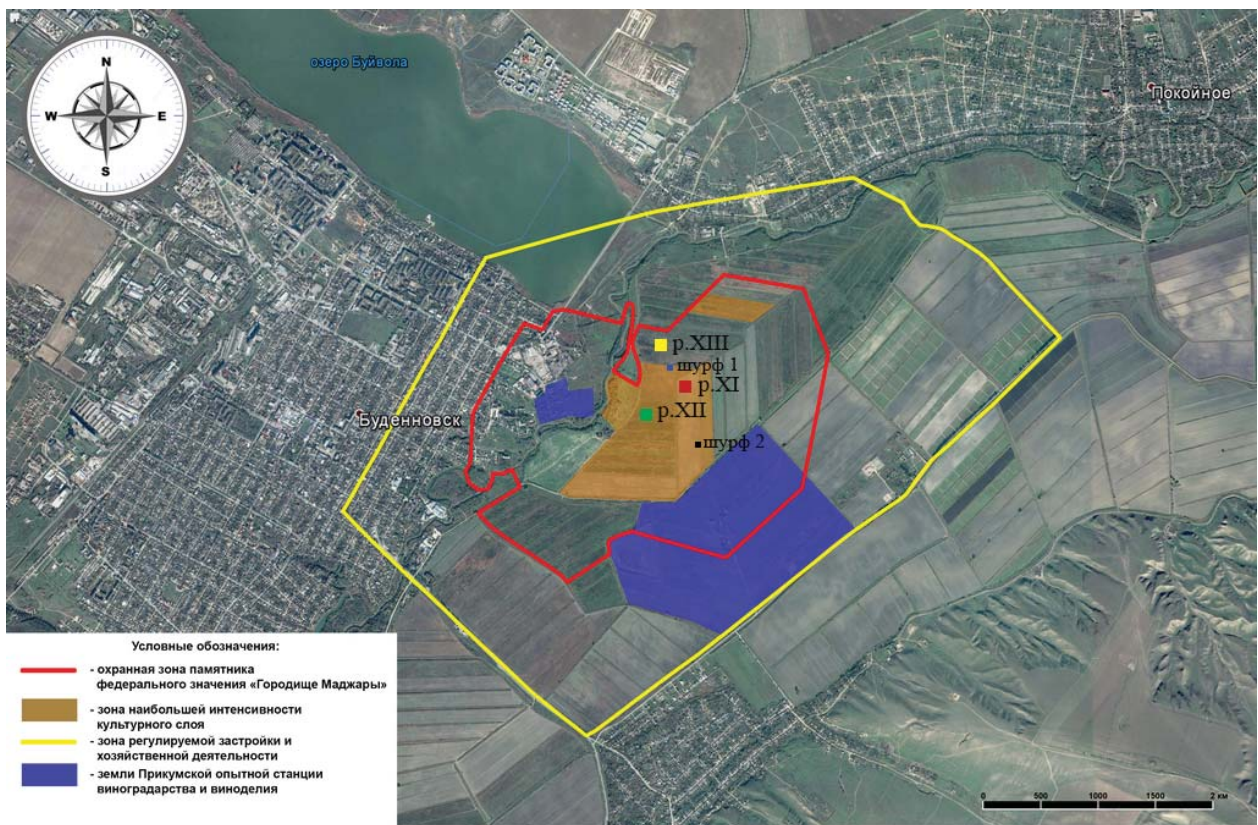 N
W
E
S
озеро Буйвола
Покойное
р.XIII
шурф 1
р.XI
Буденновск
р.XII
шурф 2
Условные обозначения:
- охранная зона памятника
федерального значения «Городище Маджары»
- зона наибольшей интенсивности
культурного слоя
- зона регулируемой застройки и
хозяйственной деятельности
- земли Прикумской опытной станции
виноградарства и виноделия
0 500 1000 1500 2 км